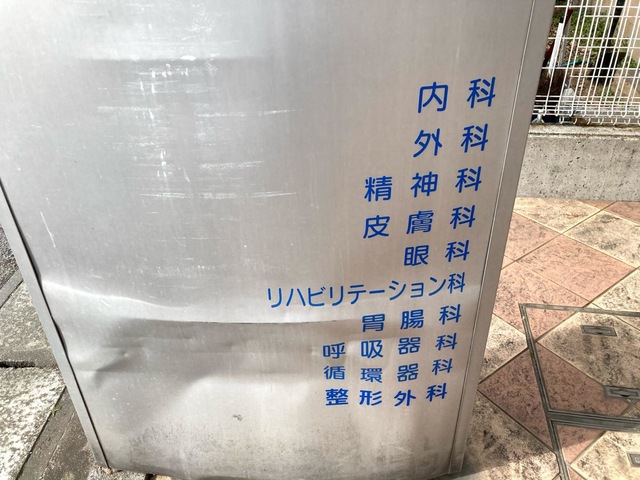 内科
外科
精神科
皮膚科
眼科
リハビリテーション科
胃腸科
呼吸器科
循環器科
整形外科